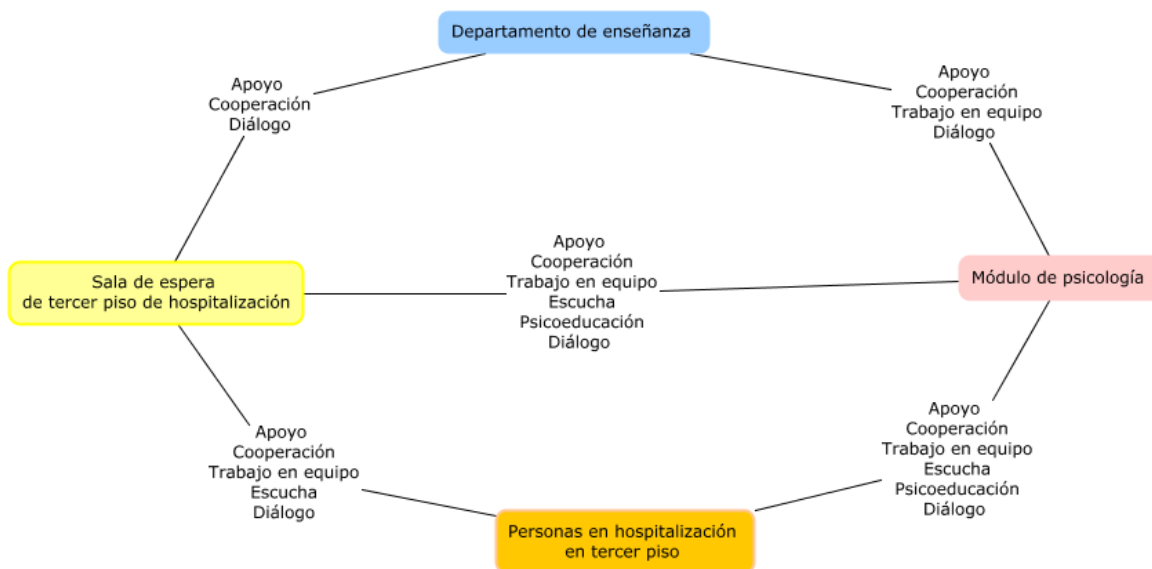 Departamento de enseñanza
Apoyo
Cooperación
Diálogo
Apoyo
Cooperación
Trabajo en equipo
Diálogo
Sala de espera
de tercer piso de hospitalización
Apoyo
Cooperación
Trabajo en equipo
Escucha
Psicoeducación
Diálogo
Módulo de psicología
Apoyo
Cooperación
Trabajo en equipo
Escucha
Diálogo
Apoyo
Cooperación
Trabajo en equipo
Escucha
Psicoeducación
Diálogo
Personas en hospitalización
en tercer piso